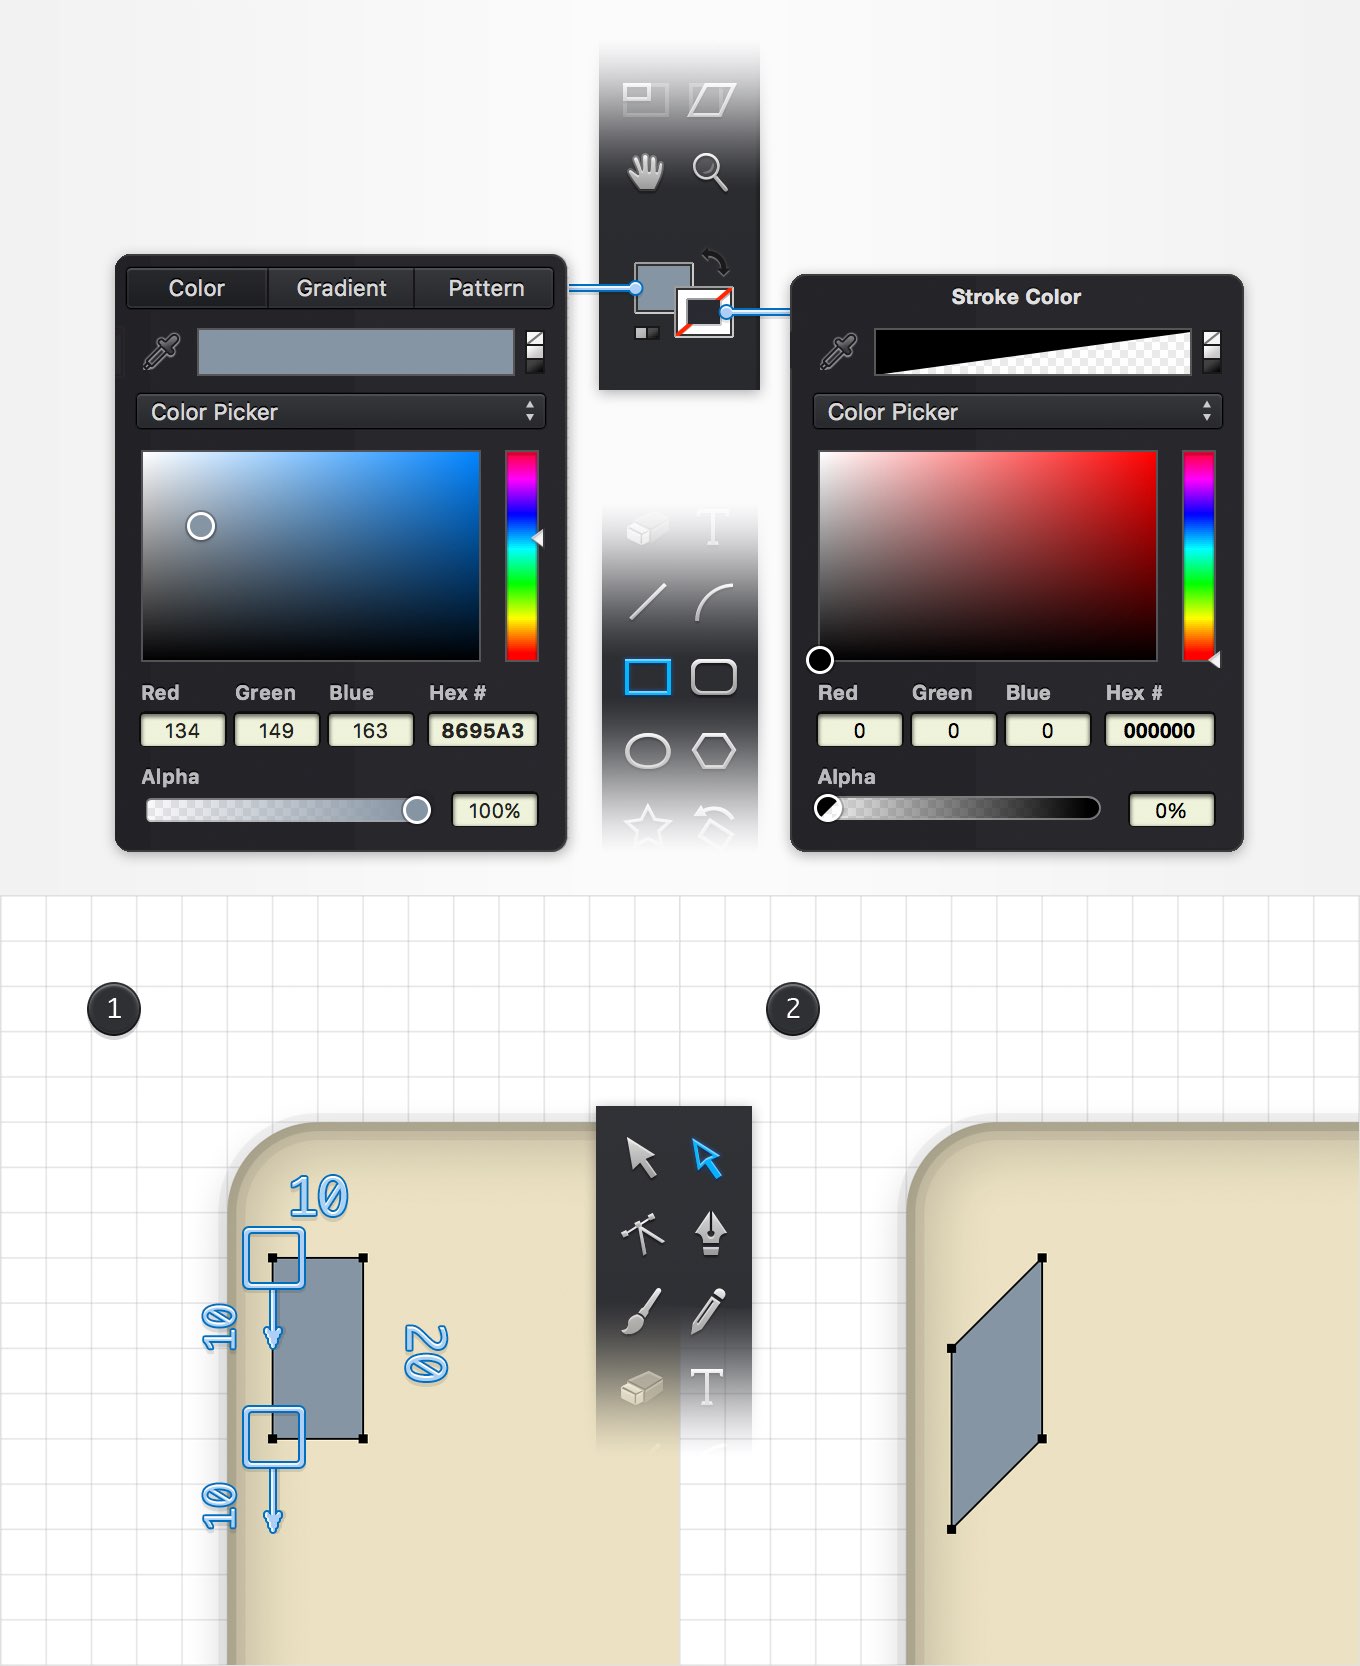 Color Gradient Pattern
Color Picker
Red Green Blue Hex #
134 149 163 8695A3
Alpha
100%
Stroke Color
Color Picker
Red Green Blue Hex #
0 0 0 000000
Alpha
0%
T
1
2
10
10
20
10
T